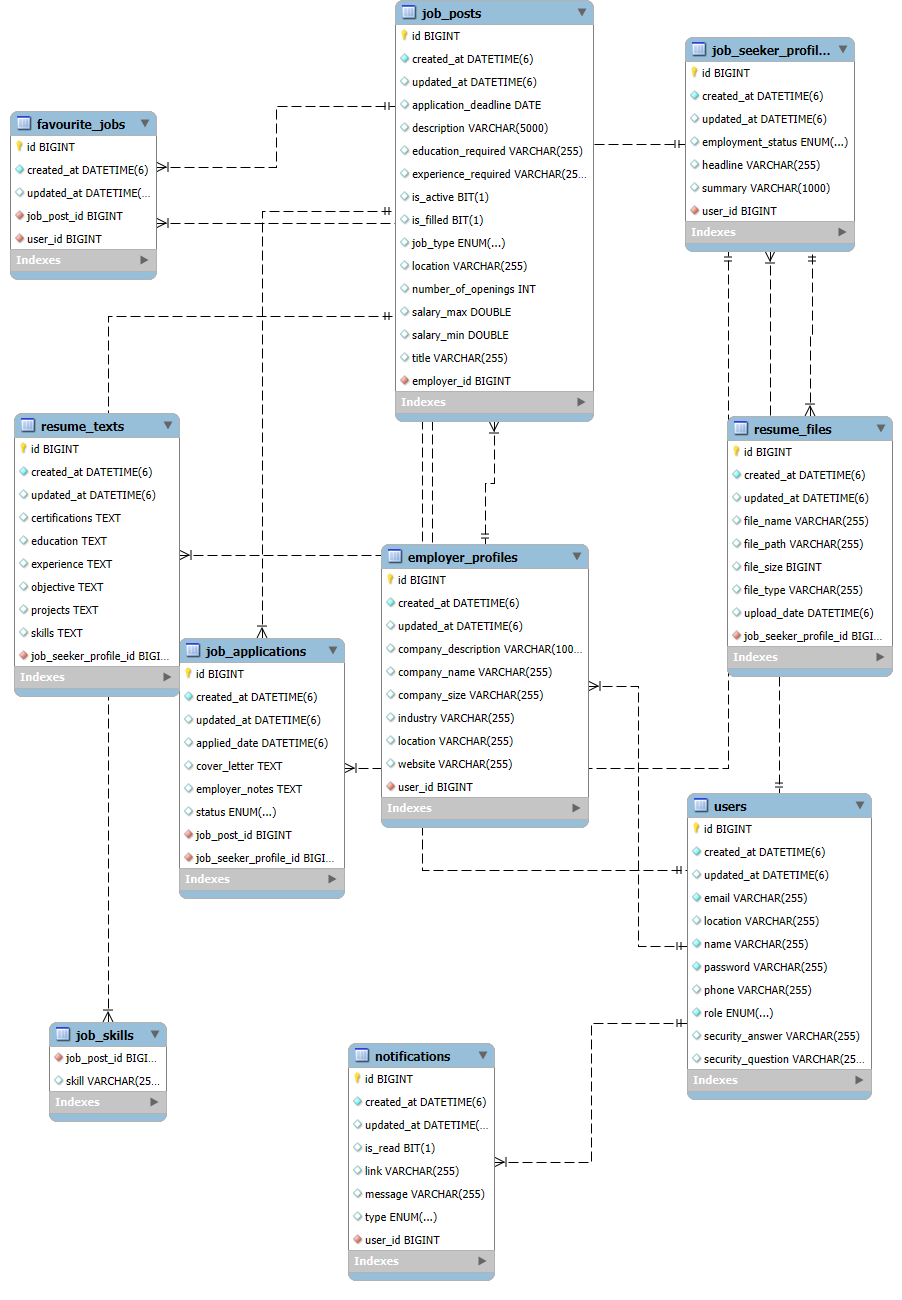 job_posts
id BIGINT
created_at DATETIME(6)
updated_at DATETIME(6)
application_deadline DATE
description VARCHAR(5000)
education_required VARCHAR(255)
experience_required VARCHAR(25...
is_active BIT(1)
is_filled BIT(1)
job_type ENUM(...)
location VARCHAR(255)
number_of_openings INT
salary_max DOUBLE
salary_min DOUBLE
title VARCHAR(255)
employer_id BIGINT
Indexes
job_seeker_profil...
id BIGINT
created_at DATETIME(6)
updated_at DATETIME(6)
employment_status ENUM(...)
headline VARCHAR(255)
summary VARCHAR(1000)
user_id BIGINT
Indexes
favourite_jobs
id BIGINT
created_at DATETIME(6)
updated_at DATETIME(...
job_post_id BIGINT
user_id BIGINT
Indexes
resume_texts
id BIGINT
created_at DATETIME(6)
updated_at DATETIME(6)
certifications TEXT
education TEXT
experience TEXT
objective TEXT
projects TEXT
skills TEXT
job_seeker_profile_id BIGI...
Indexes
resume_files
id BIGINT
created_at DATETIME(6)
updated_at DATETIME(6)
file_name VARCHAR(255)
file_path VARCHAR(255)
file_size BIGINT
file_type VARCHAR(255)
upload_date DATETIME(6)
job_seeker_profile_id BIGI...
Indexes
employer_profiles
id BIGINT
created_at DATETIME(6)
updated_at DATETIME(6)
company_description VARCHAR(100...
company_name VARCHAR(255)
company_size VARCHAR(255)
industry VARCHAR(255)
location VARCHAR(255)
website VARCHAR(255)
user_id BIGINT
Indexes
job_applications
id BIGINT
created_at DATETIME(6)
updated_at DATETIME(6)
applied_date DATETIME(6)
cover_letter TEXT
employer_notes TEXT
status ENUM(...)
job_post_id BIGINT
job_seeker_profile_id BIGI...
Indexes
users
id BIGINT
created_at DATETIME(6)
updated_at DATETIME(6)
email VARCHAR(255)
location VARCHAR(255)
name VARCHAR(255)
password VARCHAR(255)
phone VARCHAR(255)
role ENUM(...)
security_answer VARCHAR(255)
security_question VARCHAR(25...
Indexes
job_skills
job_post_id BIGI...
skill VARCHAR(25...
Indexes
notifications
id BIGINT
created_at DATETIME(6)
updated_at DATETIME(...
is_read BIT(1)
link VARCHAR(255)
message VARCHAR(255)
type ENUM(...)
user_id BIGINT
Indexes